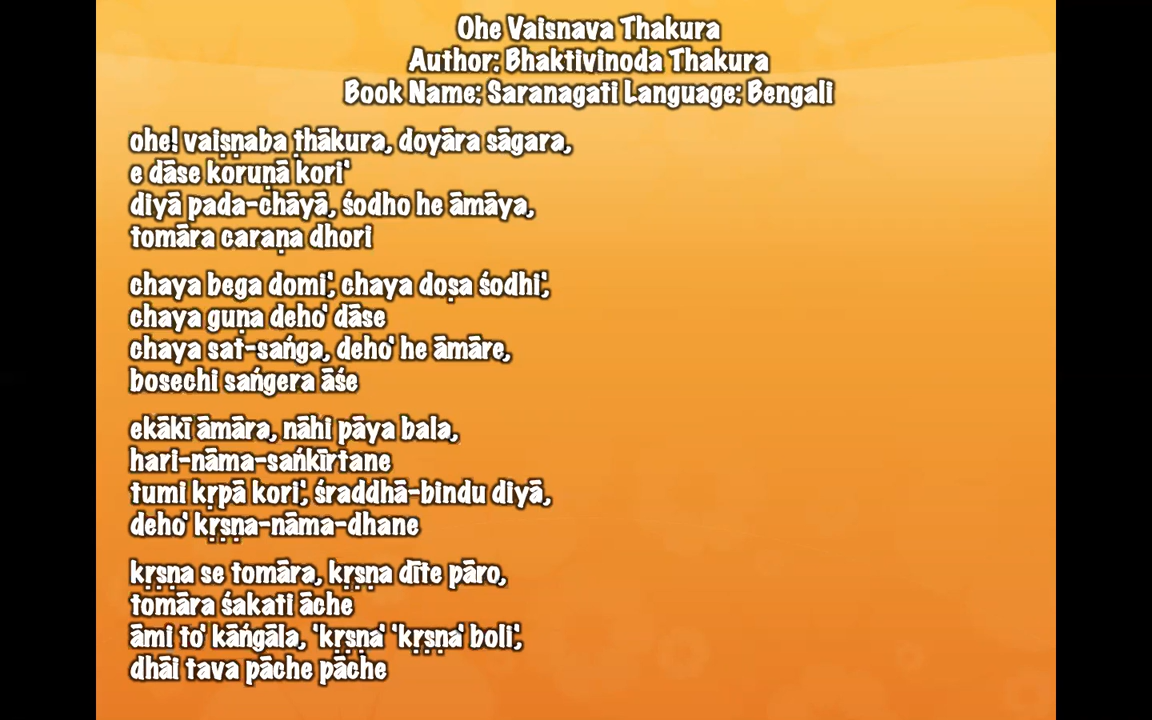 Ohe Vaisnava Thakura
Author: Bhaktivinoda Thakura
Book Name: Saranagati Language: Bengali
ohe! vaiṣṇaba ṭhākura, doyāra sāgara,
e dāse koruṇā kori'
diyā pada-chāyā, śodho he āmāya,
tomāra caraṇa dhori
chaya bega domi', chaya doṣa śodhi',
chaya guṇa deho' dāse
chaya sat-sańga, deho' he āmāre,
bosechi sańgera āśe
ekākī āmāra, nāhi pāya bala,
hari-nāma-sańkīrtane
tumi kṛpā kori', śraddhā-bindu diyā,
deho' kṛṣṇa-nāma-dhane
kṛṣṇa se tomāra, kṛṣṇa dīte pāro,
tomāra śakati āche
āmi to' kāńgāla, 'kṛṣṇa' 'kṛṣṇa' boli',
dhāi tava pāche pāche